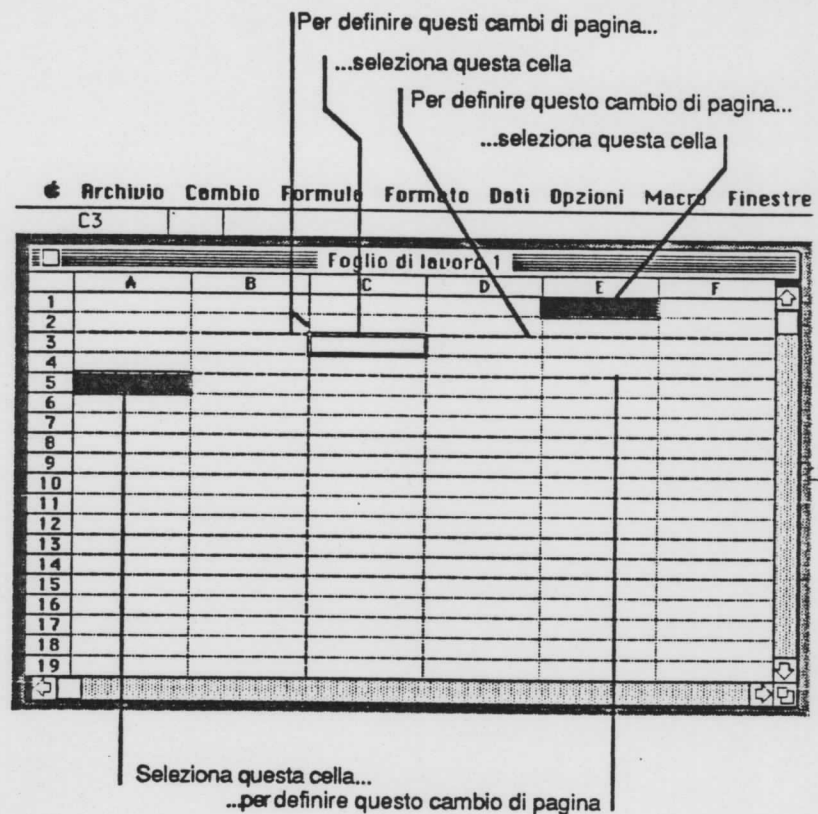 Per definire questi cambi di pagina...
...seleziona questa cella
Per definire questo cambio di pagina...
...seleziona questa cella
Archivio Cambio Formule Formato Dati Opzioni Macro Finestre
C3
Foglio di lavoro 1
A B C D E F
1
2
3
4
5
6
7
8
9
10
11
12
13
14
15
16
17
18
19
Seleziona questa cella...
...per definire questo cambio di pagina